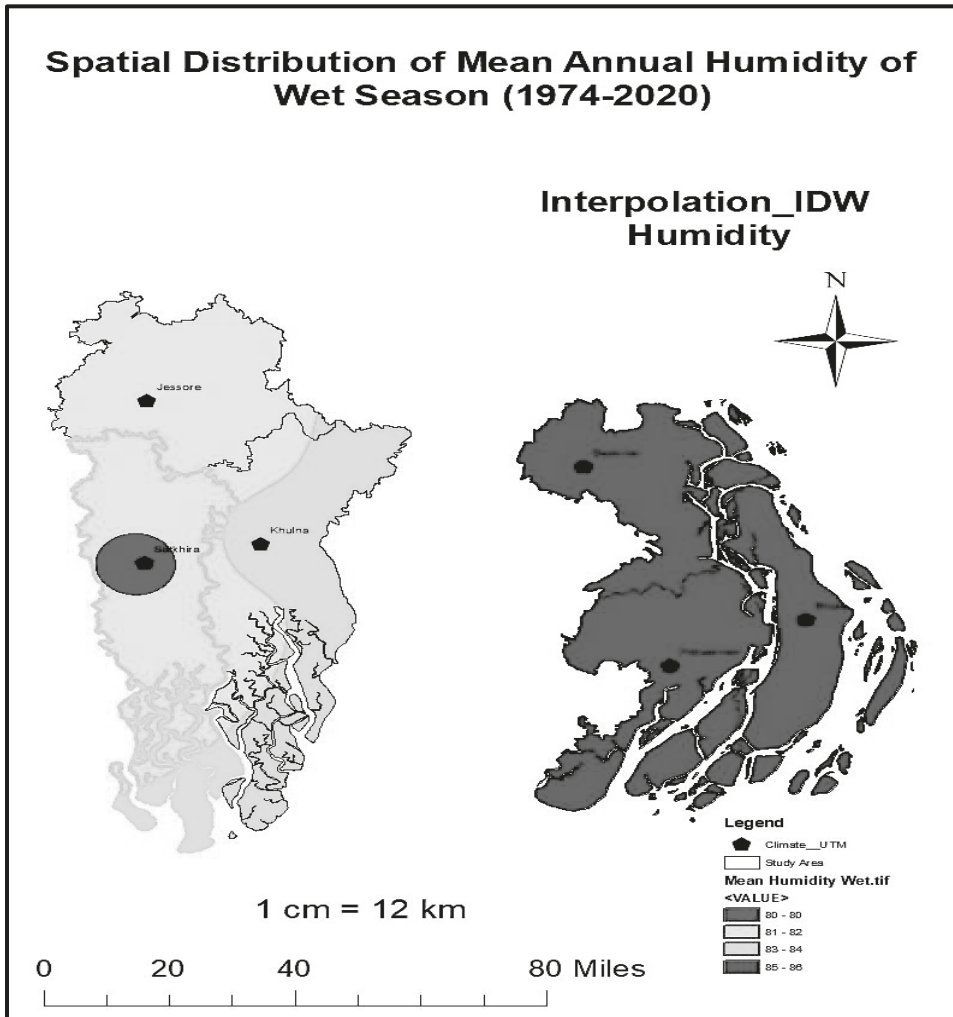 Spatial Distribution of Mean Annual Humidity of
Wet Season (1974-2020)
Interpolation_IDW
Humidity
N
Jessore
Khulna
Satkhira
Legend
Climate__UTM
Study Area
Mean Humidity Wet.tif
<VALUE>
80 - 80
81 - 82
83 - 84
85 - 86
1 cm = 12 km
0 20 40 80 Miles